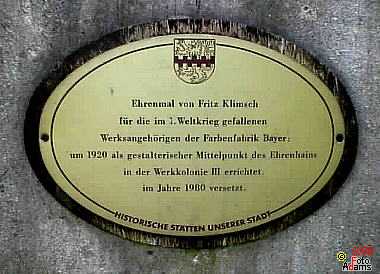 Ehrenmal von Fritz Klimsch
für die im 1.Weltkrieg gefallenen
Werksangehörigen der Farbenfabrik Bayer;
um 1920 als gestalterischer Mittelpunkt des Ehrenhains
in der Werkkolonie III errichtet,
im Jahre 1980 versetzt.
HISTORISCHE STÄTTEN UNSERER STADT
Foto
Adams